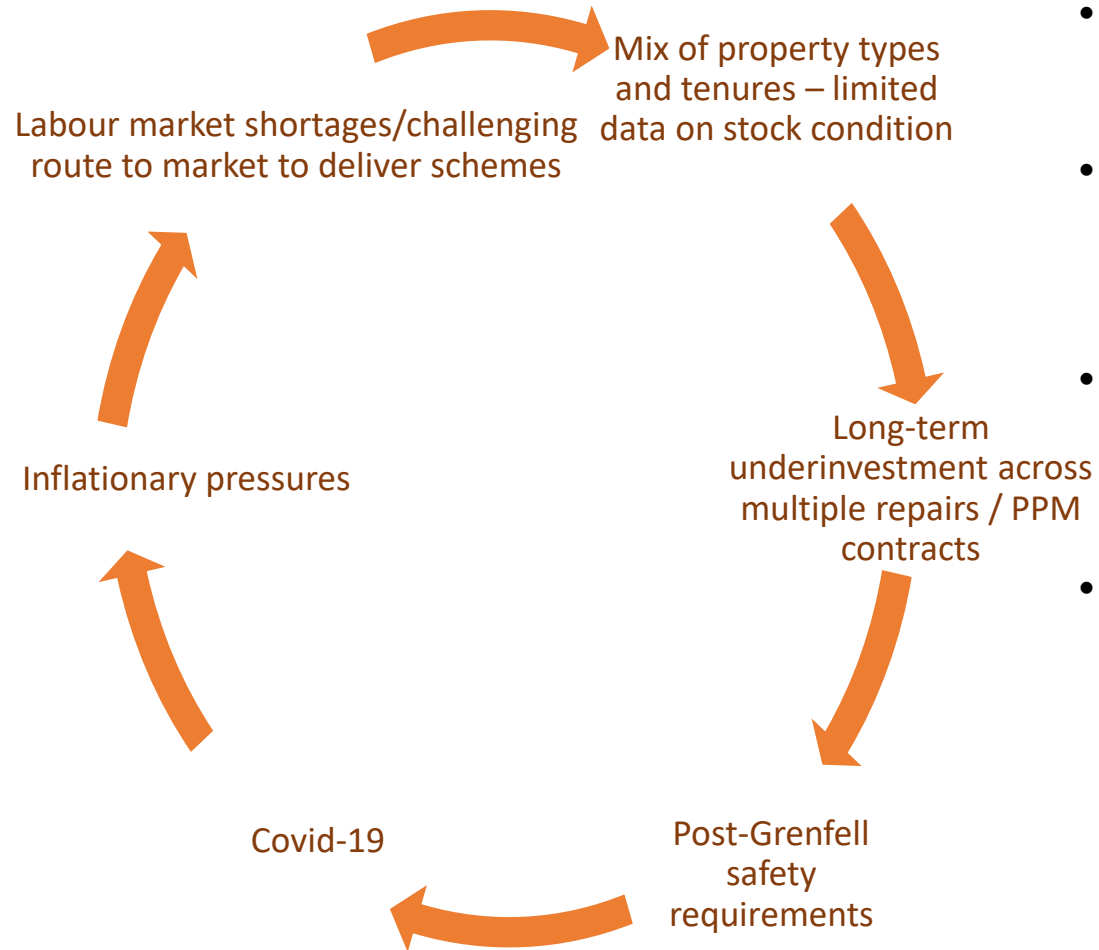 Mix of property types
and tenures – limited
data on stock condition
Long-term
underinvestment across
multiple repairs / PPM
contracts
Post-Grenfell
safety
requirements
Covid-19
Inflationary pressures
Labour market shortages/challenging
route to market to deliver schemes